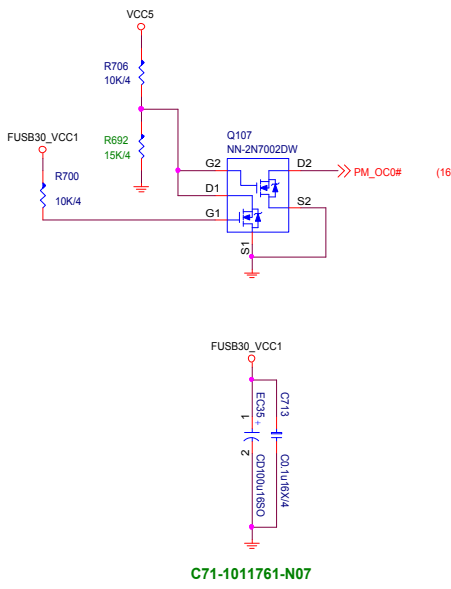 VCC5
R706
10K/4
FUSB30_VCC1
R692
15K/4
Q107
NN-2N7002DW
R700
10K/4
G2
D2
PM_OC0#
(16
D1
S2
G1
S1
FUSB30_VCC1
1
EC35
+
C713
2
CD100u16SO
C0.1u16X/4
C71-1011761-N07